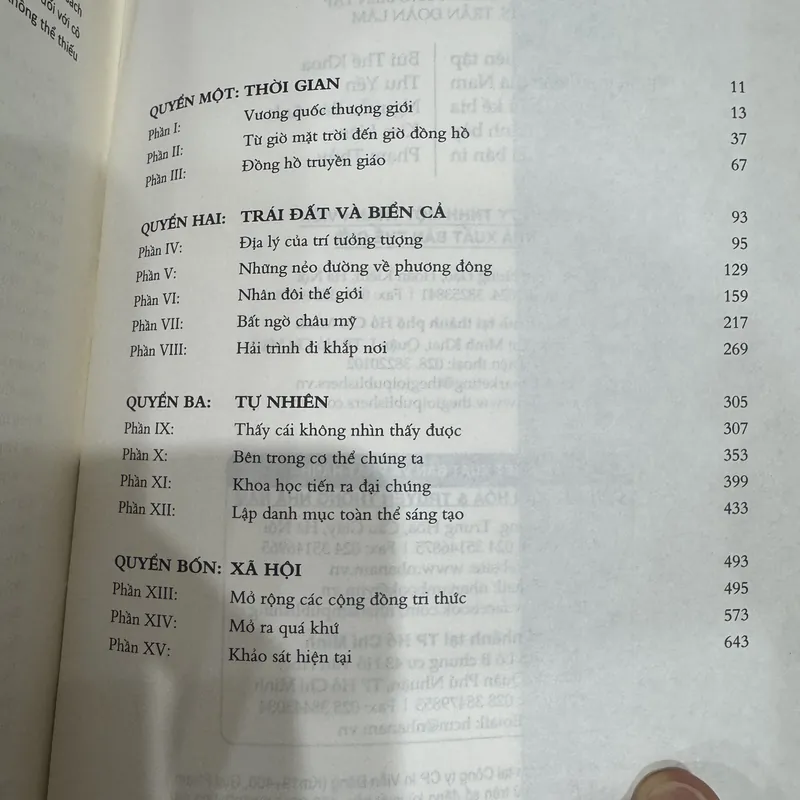 ách
đối với cô
không thể thiếu
QUYỂN MỘT: THỜI GIAN 11
Phần I: Vương quốc thượng giới 13
Phần II: Từ giờ mặt trời đến giờ đồng hồ 37
Phần III: Đồng hồ truyền giáo 67
QUYỂN HAI: TRÁI ĐẤT VÀ BIỂN CẢ 93
Phần IV: Địa lý của trí tưởng tượng 95
Phần V: Những nẻo đường về phương đông 129
Phần VI: Nhân đôi thế giới 159
Phần VII: Bất ngờ châu mỹ 217
Phần VIII: Hải trình đi khắp nơi 269
QUYỂN BA: TỰ NHIÊN 305
Phần IX: Thấy cái không nhìn thấy được 307
Phần X: Bên trong cơ thể chúng ta 353
Phần XI: Khoa học tiến ra đại chúng 399
Phần XII: Lập danh mục toàn thể sáng tạo 433
QUYỂN BỐN: XÃ HỘI 493
Phần XIII: Mở rộng các cộng đồng tri thức 495
Phần XIV: Mở ra quá khứ 573
Phần XV: Khảo sát hiện tại 643